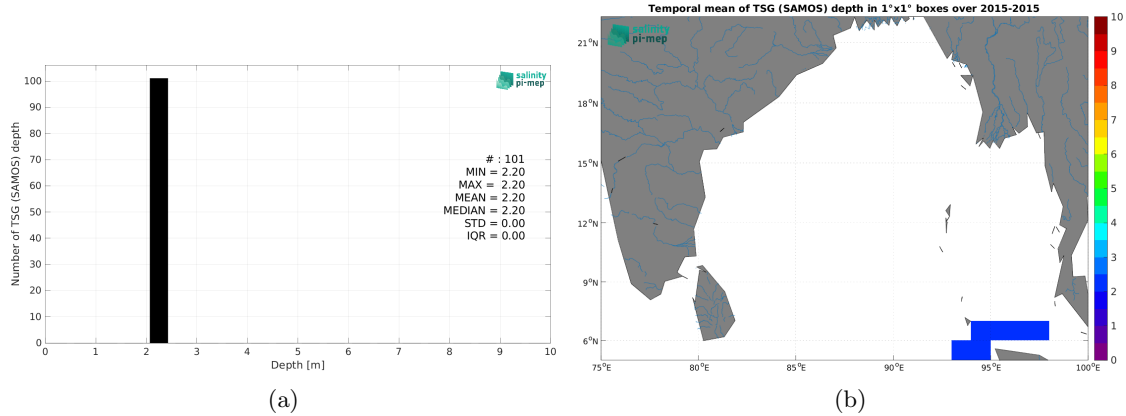 100
90
80
70
60
50
40
30
20
10
0
Number of TSG (SAMOS) depth
0 1 2 3 4 5 6 7 8 9 10
Depth [m]
salinity
pi-mep
# : 101
MIN = 2.20
MAX = 2.20
MEAN = 2.20
MEDIAN = 2.20
STD = 0.00
IQR = 0.00
(a)
Temporal mean of TSG (SAMOS) depth in 1°x1° boxes over 2015-2015
salinity
pi-mep
21°N
18°N
15°N
12°N
9°N
6°N
75°E 80°E 85°E 90°E 95°E 100°E
10
9
8
7
6
5
4
3
2
1
0
(b)